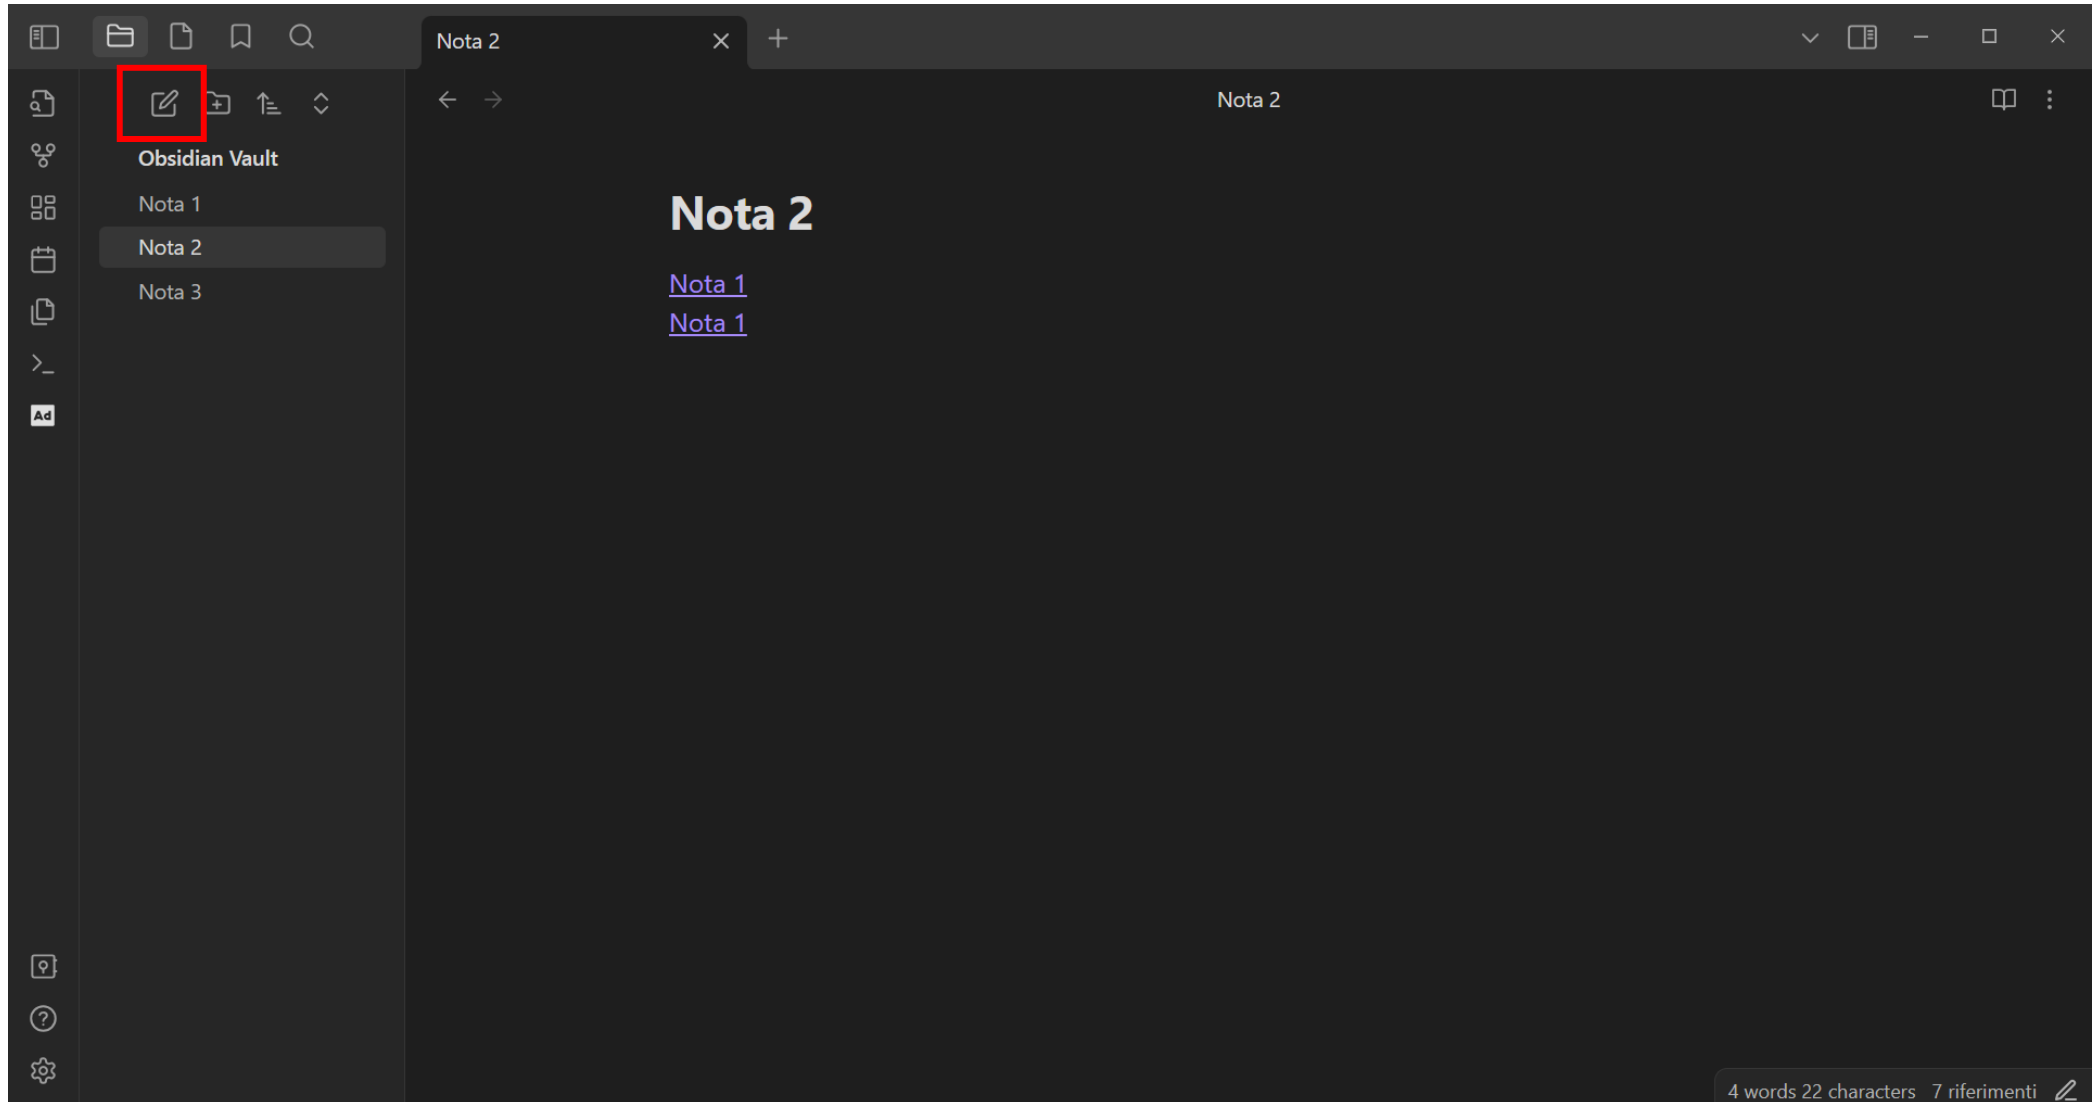 Nota 2
Nota 2
Obsidian Vault
Nota 1
Nota 2
Nota 3
Ad
Nota 2
Nota 1
Nota 1
4 words 22 characters 7 riferimenti